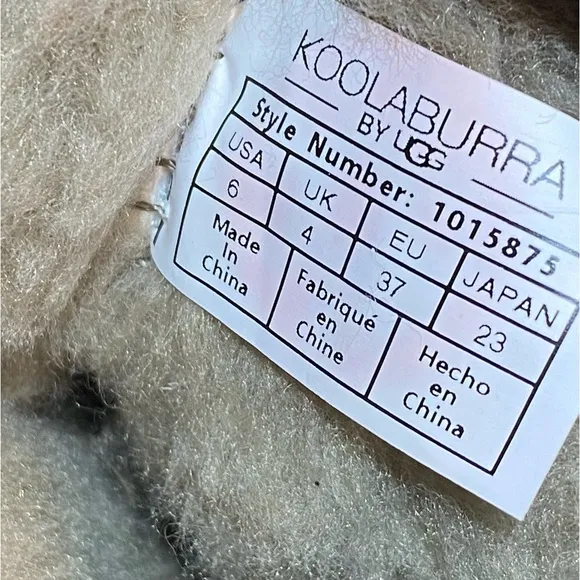 KOOLABURRA
BY UGG
Style Number: 1015875
USA UK EU JAPAN
6 4 37 23
Made
In
China
Fabriqué
en
Chine
Hecho
en
China